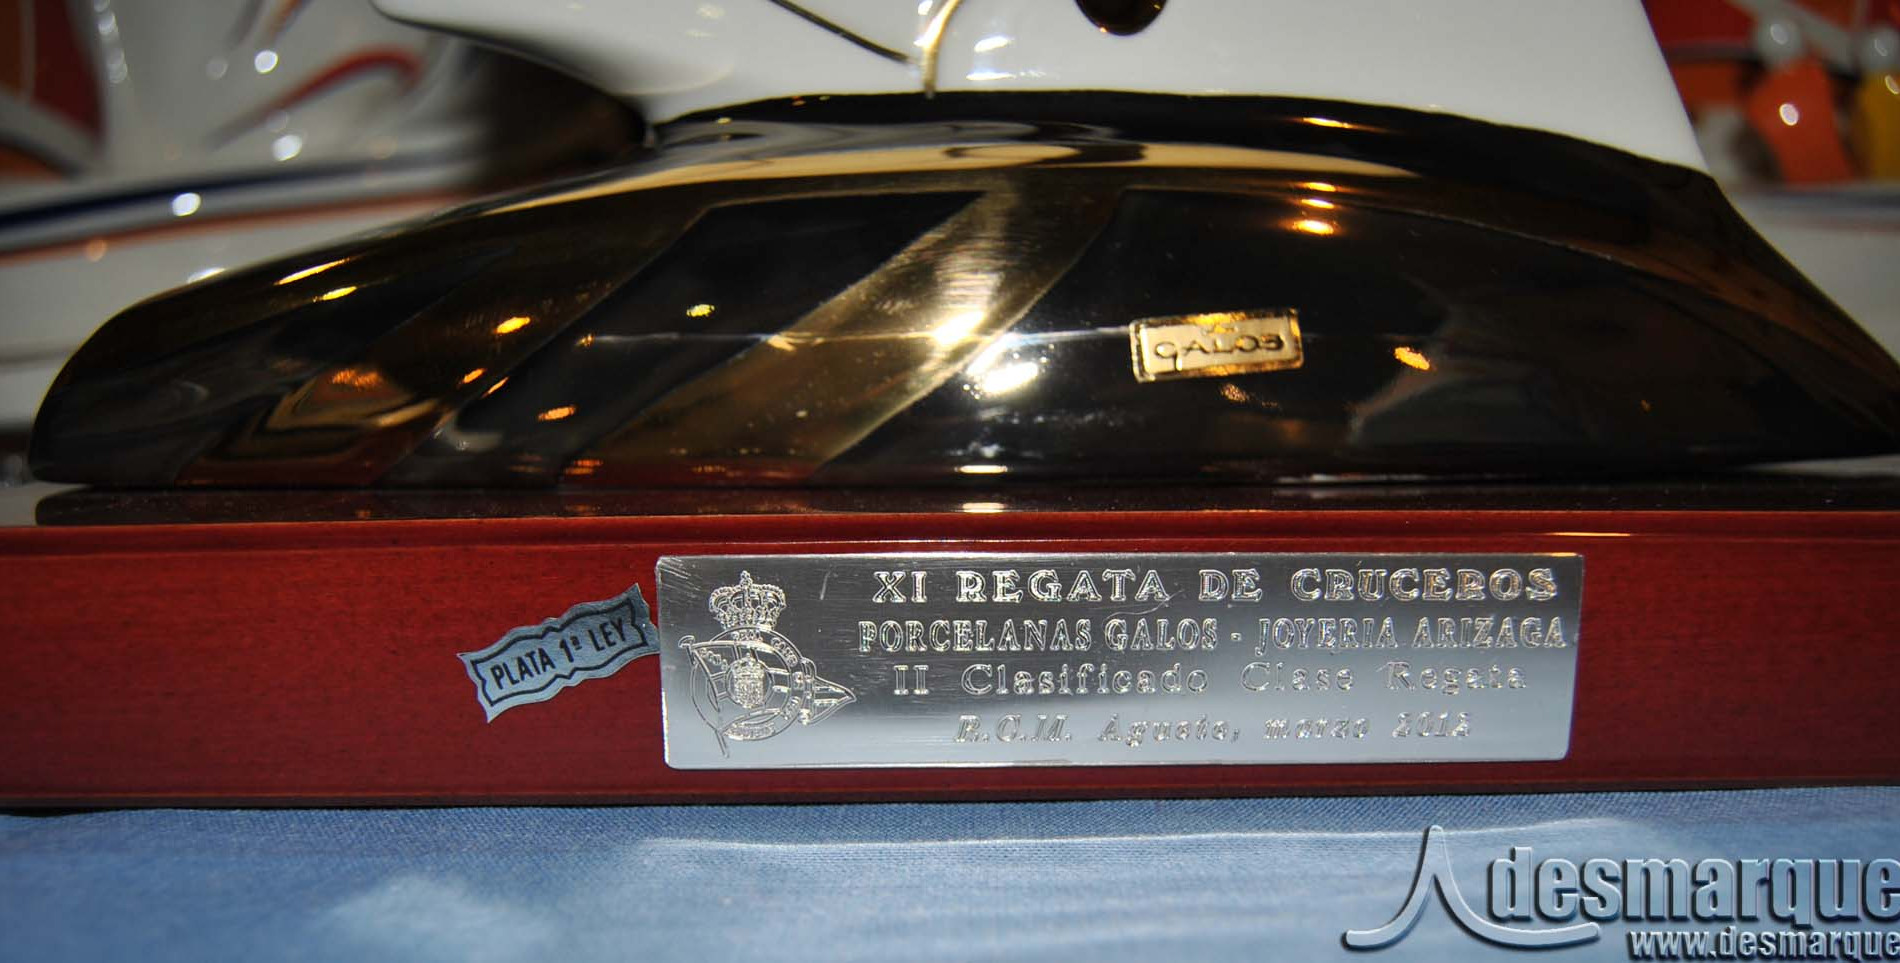 GALOS
PLATA 1ª LEY
XI REGATA DE CRUCEROS
PORCELANAS GALOS - JOYERIA ARIZAGA
II Clasificado Clase Regata
R.C.M. Aguete, marzo 2012
desmarque
www.desmarque